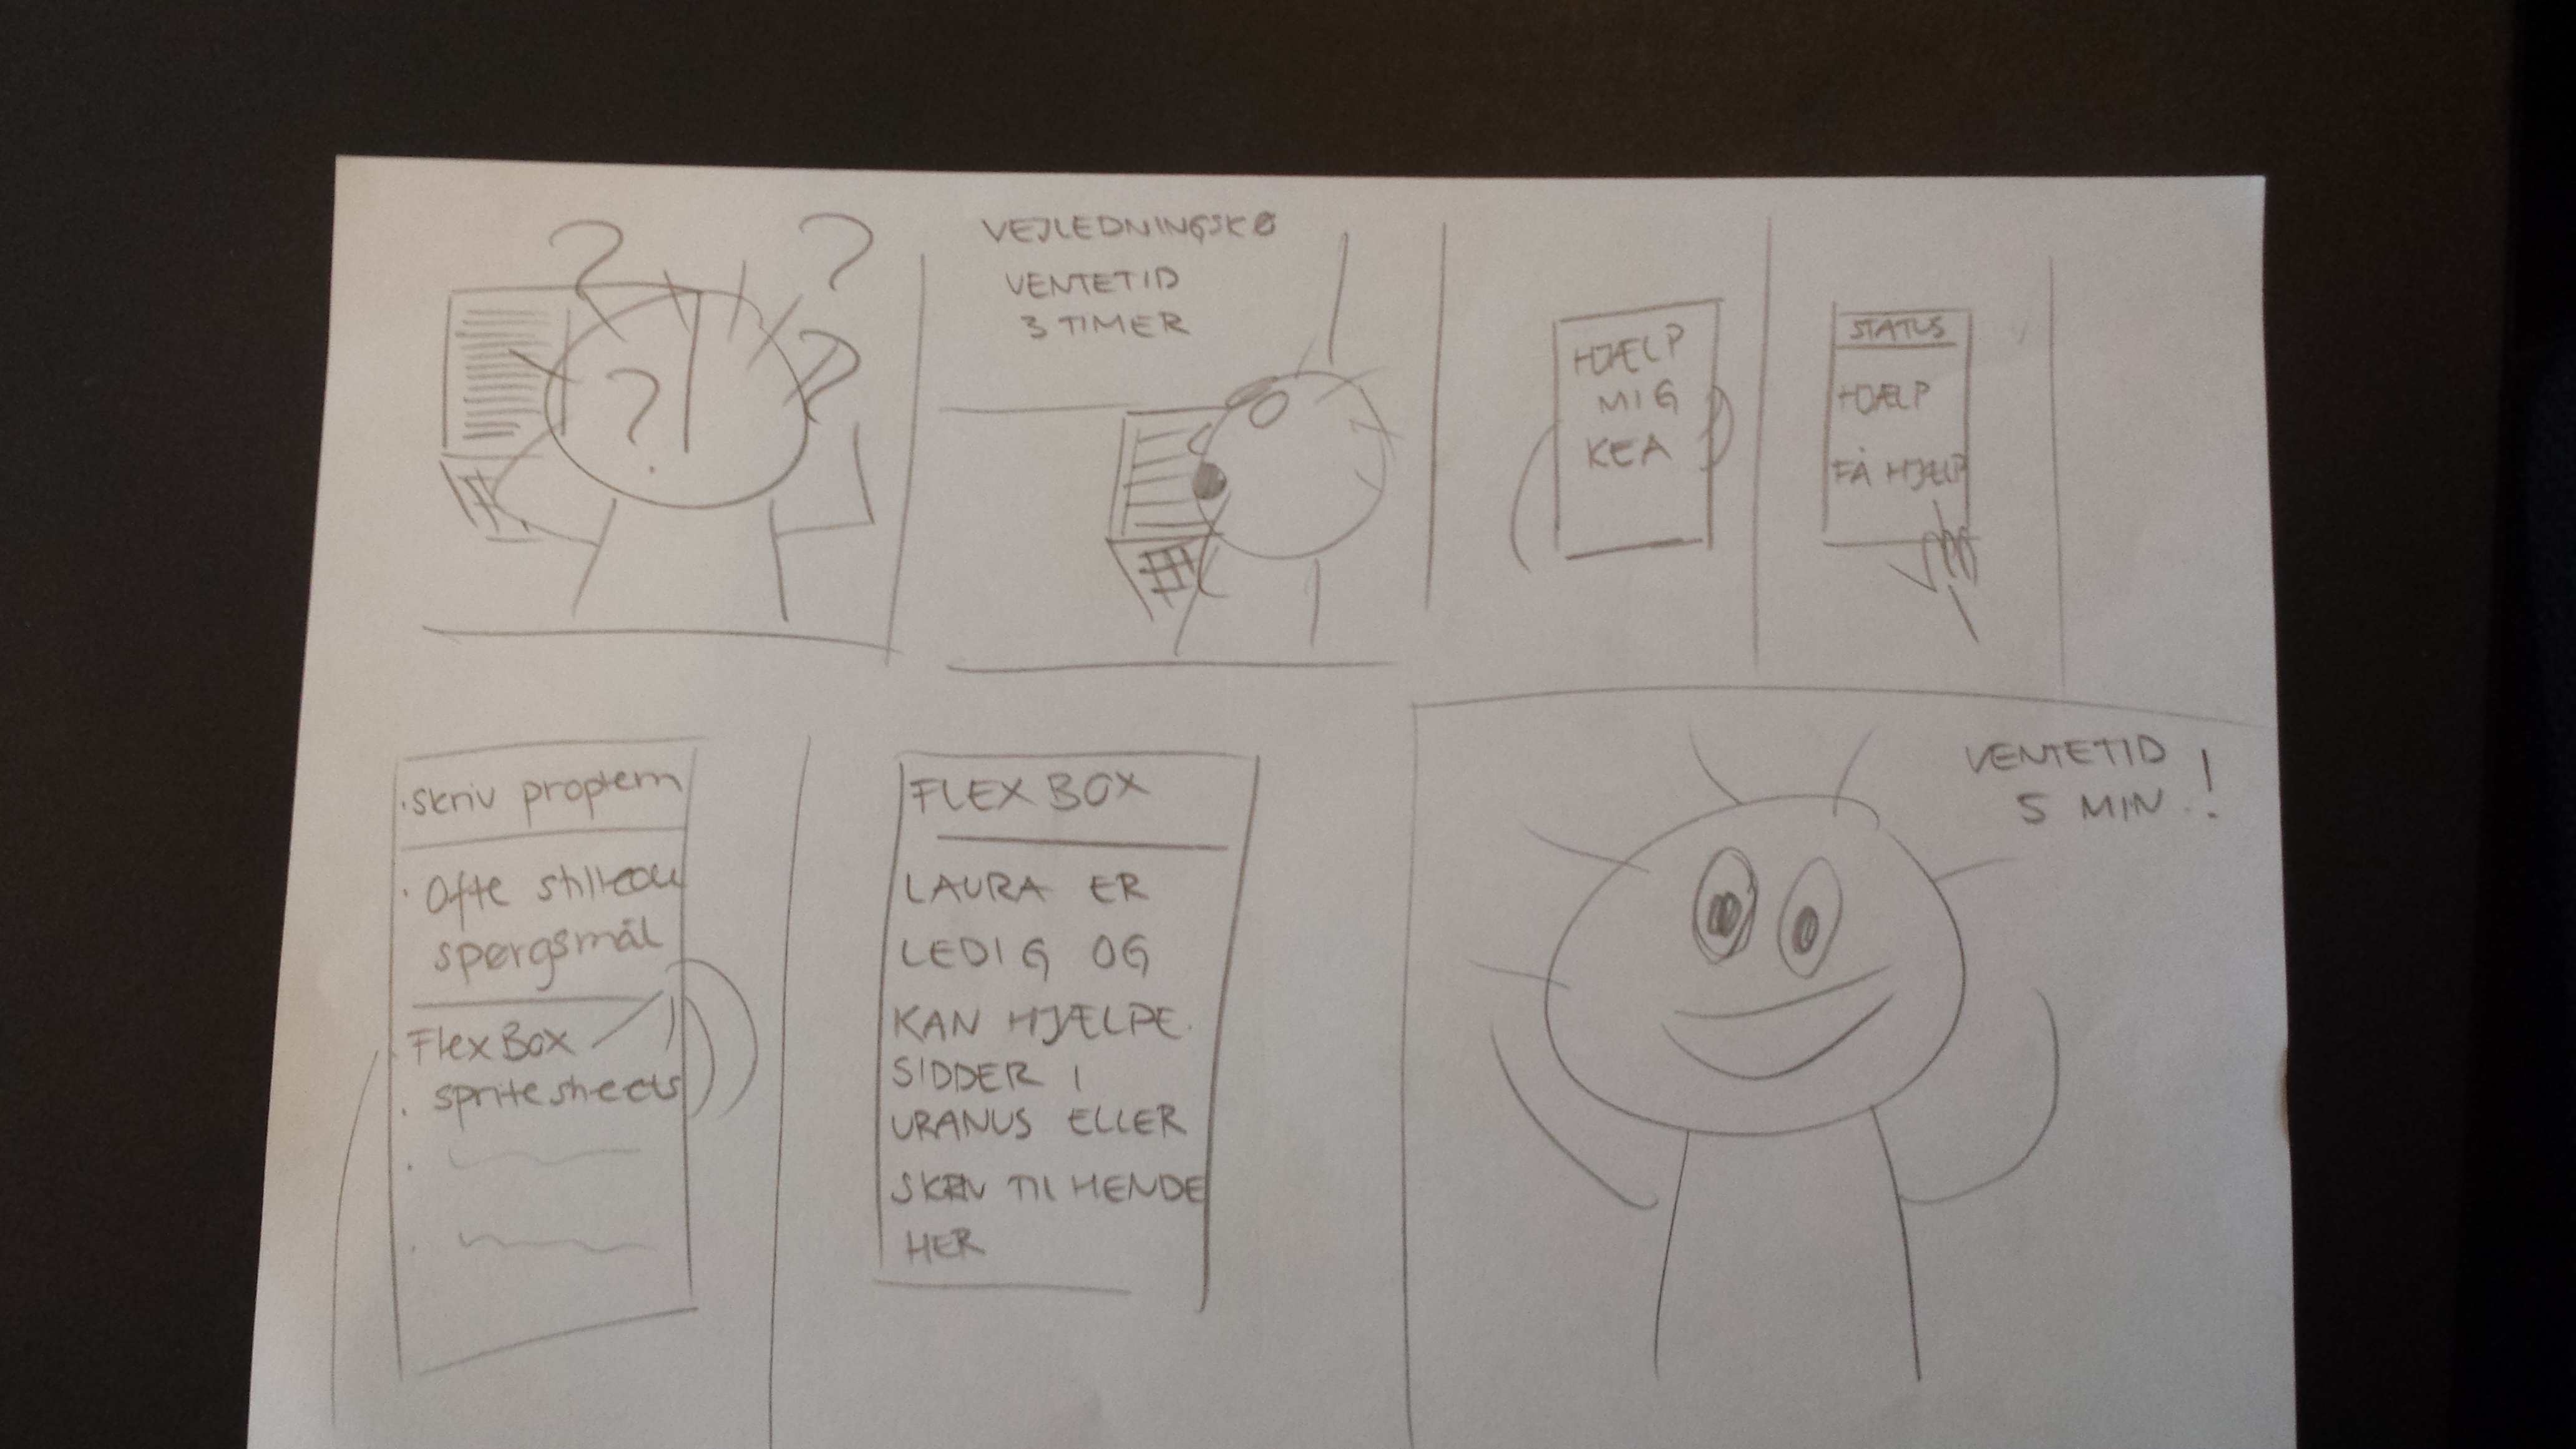 ?
?
?
?
VEJLEDNINGSKØ
VENTETID
3 TIMER
HJÆLP
MIG
KEA
STATUS
HJÆLP
FÅ HJÆLP
· skriv proplem
· Ofte stillede
spørgsmål
FlexBox
· spritesheets
FLEX BOX
LAURA ER
LEDIG OG
KAN HJÆLPE.
SIDDER I
URANUS ELLER
SKRIV TIL HENDE
HER
VENTETID
5 MIN.!